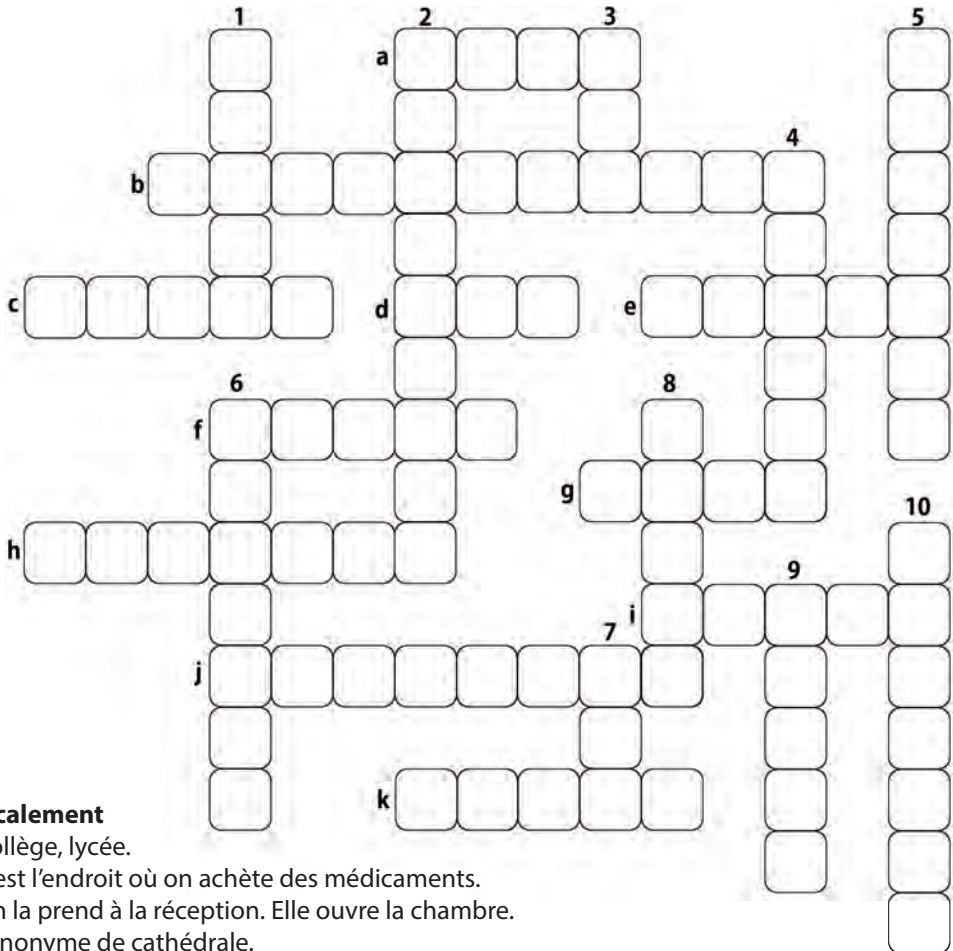 1 2 3 5
a
4
b
c d e
6 8
f
g
10
h
9
i
7
j
k
calement
ollège, lycée.
est l'endroit où on achète des médicaments.
n la prend à la réception. Elle ouvre la chambre.
nonyme de cathédrale.